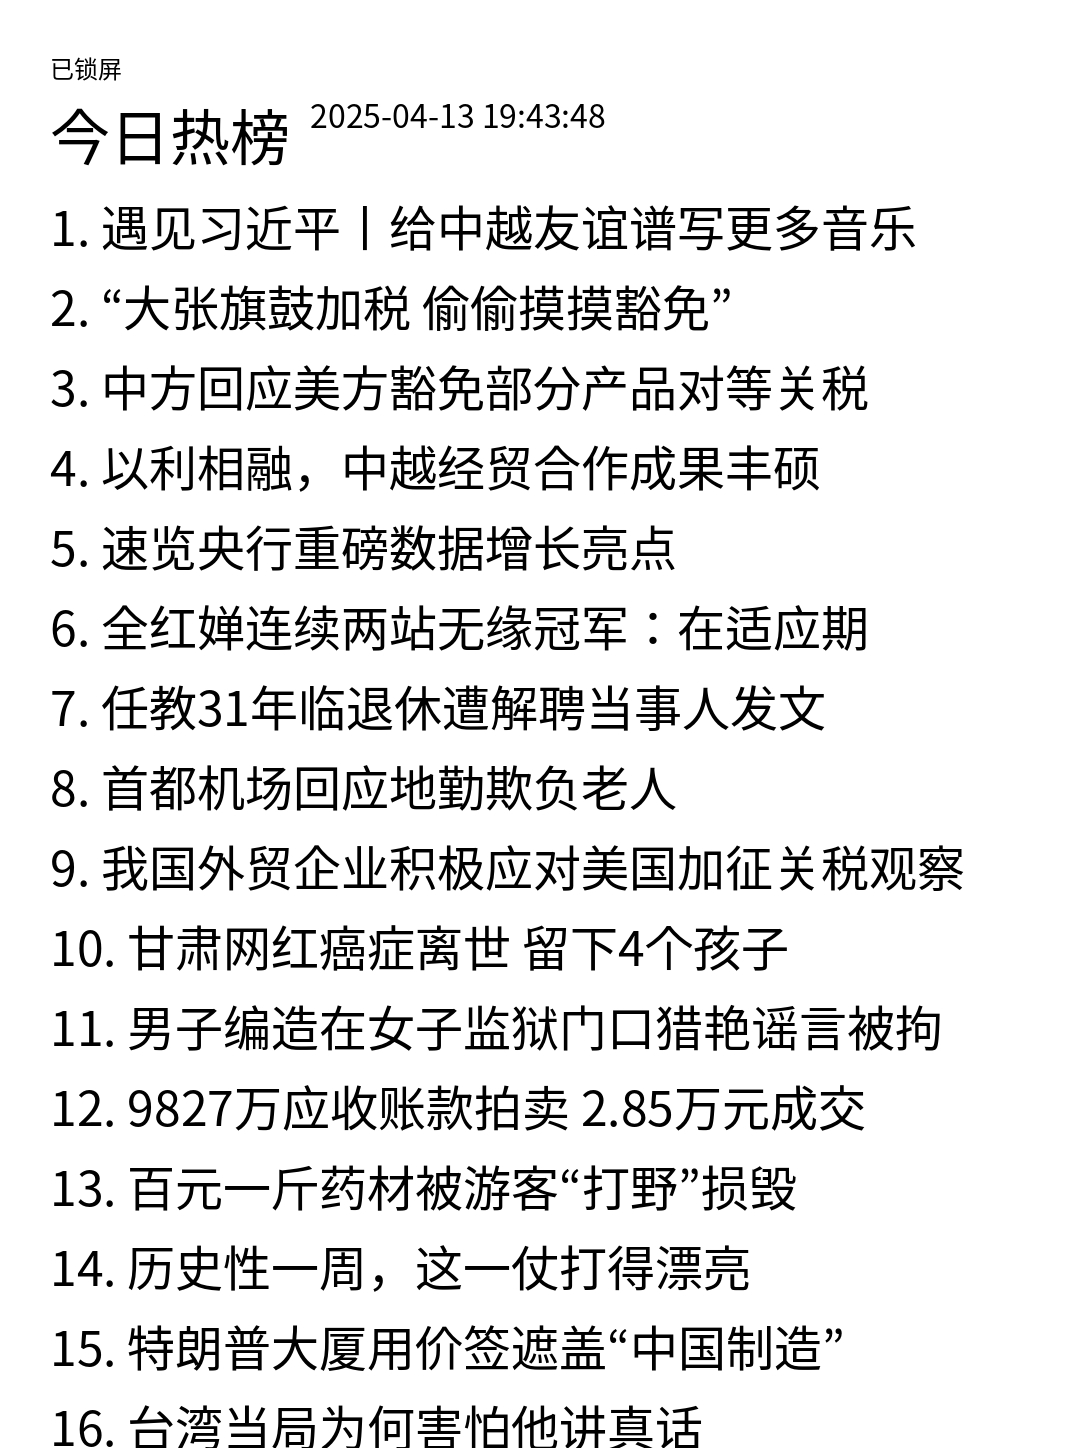 已锁屏
今日热榜 2025-04-13 19:43:48
1. 遇见习近平丨给中越友谊谱写更多音乐
2. “大张旗鼓加税 偷偷摸摸豁免”
3. 中方回应美方豁免部分产品对等关税
4. 以利相融，中越经贸合作成果丰硕
5. 速览央行重磅数据增长亮点
6. 全红婵连续两站无缘冠军：在适应期
7. 任教31年临退休遭解聘当事人发文
8. 首都机场回应地勤欺负老人
9. 我国外贸企业积极应对美国加征关税观察
10. 甘肃网红癌症离世 留下4个孩子
11. 男子编造在女子监狱门口猎艳谣言被拘
12. 9827万应收账款拍卖 2.85万元成交
13. 百元一斤药材被游客“打野”损毁
14. 历史性一周，这一仗打得漂亮
15. 特朗普大厦用价签遮盖“中国制造”
16. 台湾当局为何害怕他讲真话